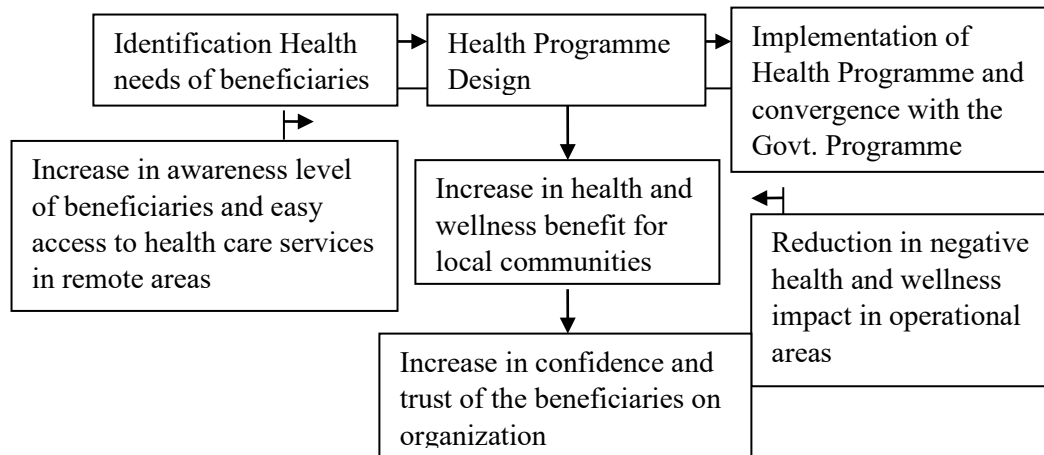 Identification Health
needs of beneficiaries
Health Programme
Design
Implementation of
Health Programme and
convergence with the
Govt. Programme
Increase in awareness level
of beneficiaries and easy
access to health care services
in remote areas
Increase in health and
wellness benefit for
local communities
Reduction in negative
health and wellness
impact in operational
areas
Increase in confidence and
trust of the beneficiaries on
organization